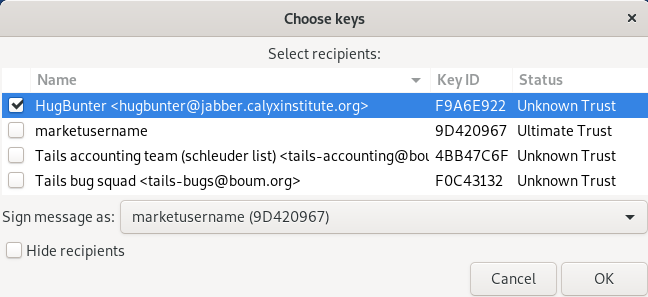 Choose keys
Select recipients:
Name Key ID Status
HugBunter <hugbunter@jabber.calyxinstitute.org> F9A6E922 Unknown Trust
marketusername 9D420967 Ultimate Trust
Tails accounting team (schleuder list) <tails-accounting@bou 4BB47C6F Unknown Trust
Tails bug squad <tails-bugs@boum.org> F0C43132 Unknown Trust
Sign message as: marketusername (9D420967)
Hide recipients
Cancel OK